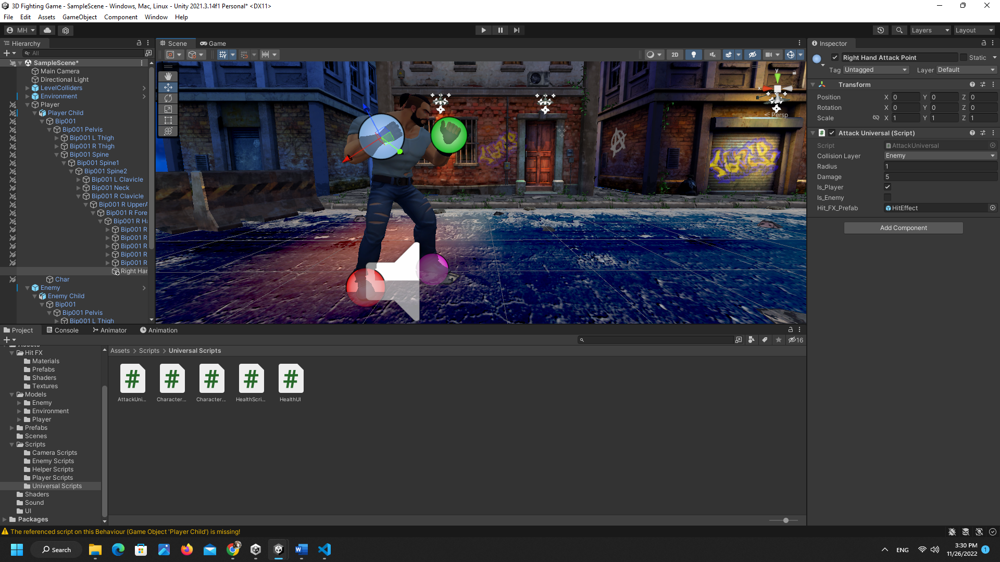 3D Fighting Game - SampleScene - Windows, Mac, Linux - Unity 2021.3.14f1 Personal* <DX11>
File Edit Assets GameObject Component Window Help
MH
Layers Layout
Hierarchy
All
SampleScene*
Main Camera
Directional Light
LevelColliders
Environment
Player
Player Child
Bip001
Bip001 Pelvis
Bip001 L Thigh
Bip001 R Thigh
Bip001 Spine
Bip001 Spine1
Bip001 Spine2
Bip001 L Clavicle
Bip001 Neck
Bip001 R Clavicle
Bip001 R UpperA
Bip001 R Fore
Bip001 R Ha
Bip001 R
Bip001 R
Bip001 R
Bip001 R
Bip001 R
Right Har
Char
Enemy
Enemy Child
Bip001
Bip001 Pelvis
Bip001 L Thigh
Scene Game
2D
y
x
Persp
Inspector
Right Hand Attack Point Static
Tag Untagged Layer Default
Transform
Position X 0 Y 0 Z 0
Rotation X 0 Y 0 Z 0
Scale X 1 Y 1 Z 1
# Attack Universal (Script)
Script AttackUniversal
Collision Layer Enemy
Radius 1
Damage 5
Is_Player
Is_Enemy
Hit_FX_Prefab HitEffect
Add Component
Project Console Animator Animation
16
Assets
Hit FX
Materials
Prefabs
Shaders
Textures
Models
Enemy
Environment
Player
Prefabs
Scenes
Scripts
Camera Scripts
Enemy Scripts
Helper Scripts
Player Scripts
Universal Scripts
Shaders
Sound
UI
Packages
Assets > Scripts > Universal Scripts
# # # # #
AttackUni... Character... Character... HealthScri... HealthUI
The referenced script on this Behaviour (Game Object 'Player Child') is missing!
Search
ENG
3:30 PM
11/26/2022
1